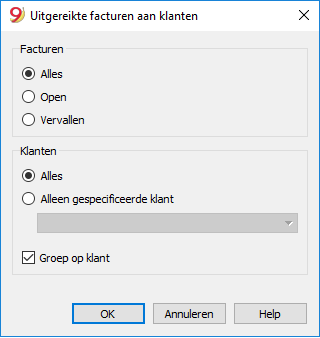 Uitgereikte facturen aan klanten
Facturen
Alles
Open
Vervallen
Klanten
Alles
Alleen gespecificeerde klant
Groep op klant
OK Annuleren Help